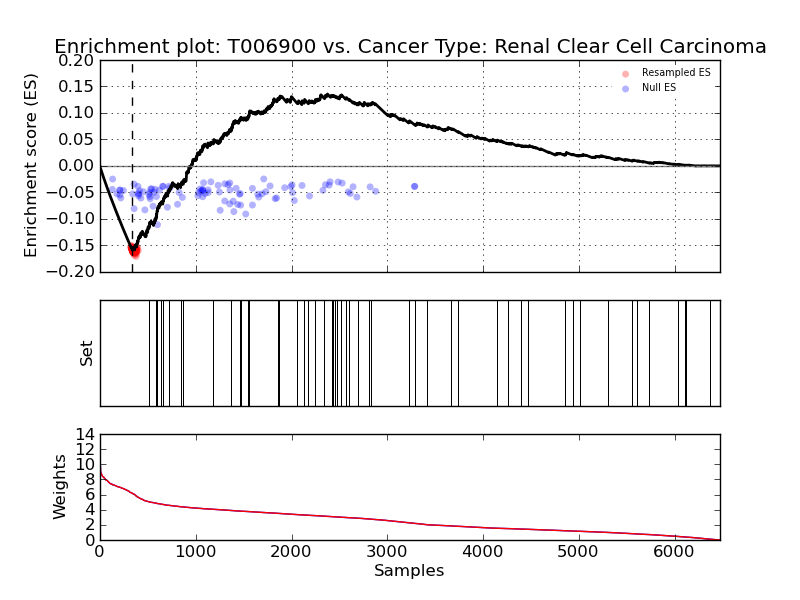 Enrichment plot: T006900 vs. Cancer Type: Renal Clear Cell Carcinoma
Enrichment score (ES)
0.20
0.15
0.10
0.05
0.00
−0.05
−0.10
−0.15
−0.20
Resampled ES
Null ES
Set
Weights
14
12
10
8
6
4
2
0
0 1000 2000 3000 4000 5000 6000
Samples